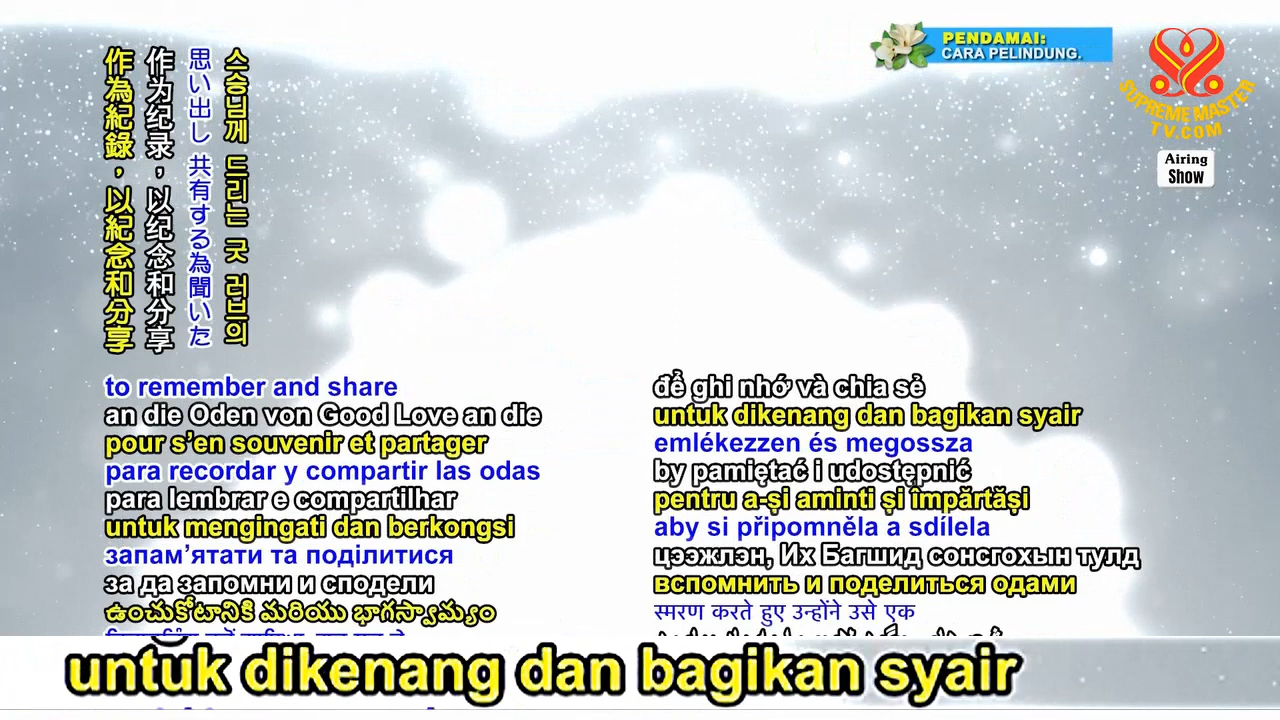 PENDAMAI:
CARA PELINDUNG.
SUPREME MASTER
TV.COM
Airing
Show
스승님께 드리는 굿 러브의
思い出し 共有する為聞いた
作为纪录，以纪念和分享
作為紀錄，以紀念和分享
to remember and share
an die Oden von Good Love an die
pour s’en souvenir et partager
para recordar y compartir las odas
para lembrar e compartilhar
untuk mengingati dan berkongsi
запам’ятати та поділитися
за да запомни и сподели
ఉంచుకోటానికి మరియు భాగస్వామ్యం
để ghi nhớ và chia sẻ
untuk dikenang dan bagikan syair
emlékezzen és megossza
by pamiętać i udostępnić
pentru a-și aminti și împărtăși
aby si připomněla a sdílela
цээжлэн, Их Багшид сонсгохын тулд
вспомнить и поделиться одами
स्मरण करते हुए उन्होंने उसे एक
untuk dikenang dan bagikan syair